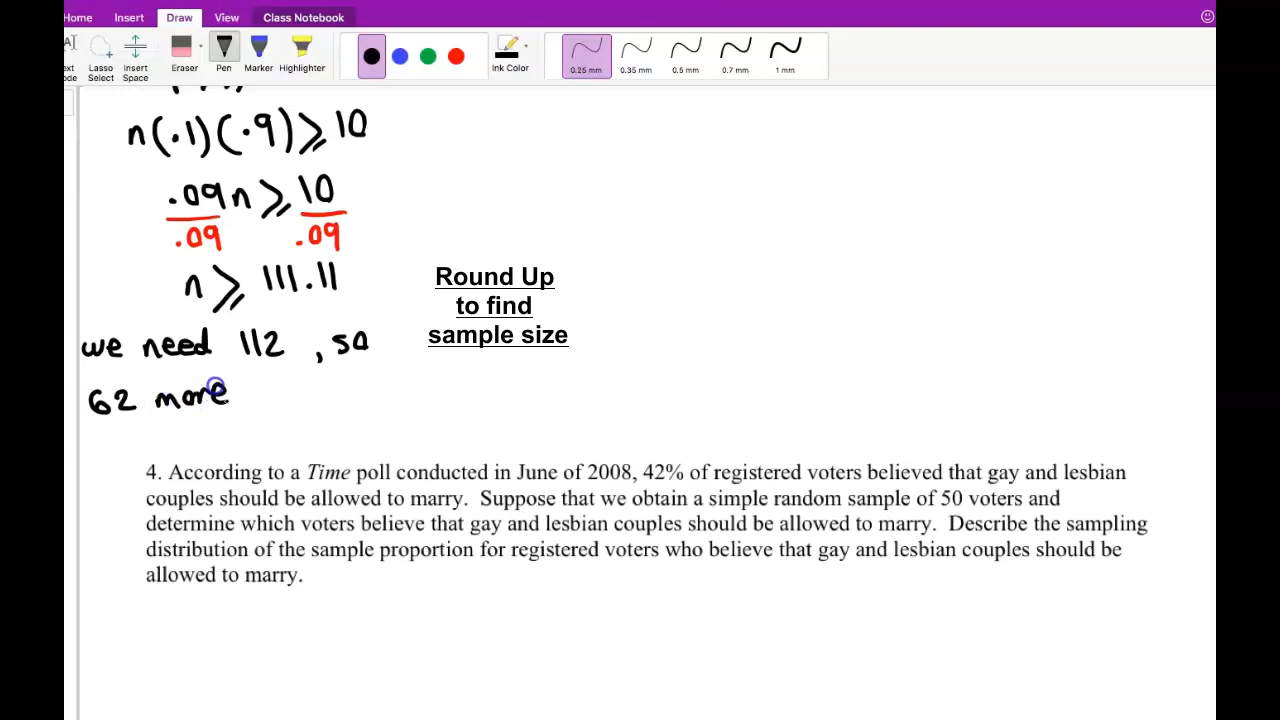 Home Insert Draw View Class Notebook
Lasso Select
Insert Space
Eraser
Pen
Marker
Highlighter
Ink Color
0.25 mm
0.35 mm
0.5 mm
0.7 mm
1 mm
n(.1)(.9) ≥ 10
.09n ≥ 10
.09 .09
n ≥ 111.11
we need 112 , so
62 more
Round Up
to find
sample size
4. According to a Time poll conducted in June of 2008, 42% of registered voters believed that gay and lesbian
couples should be allowed to marry. Suppose that we obtain a simple random sample of 50 voters and
determine which voters believe that gay and lesbian couples should be allowed to marry. Describe the sampling
distribution of the sample proportion for registered voters who believe that gay and lesbian couples should be
allowed to marry.